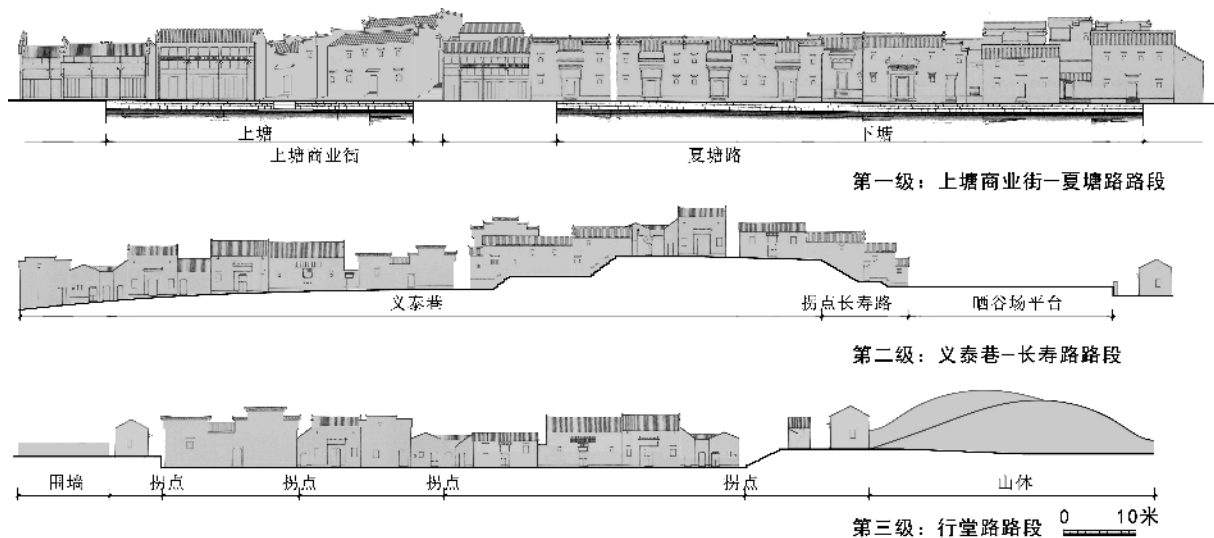 上塘
下塘
上塘商业街
夏塘路
第一级：上塘商业街—夏塘路路段
义泰巷
拐点长寿路
晒谷场平台
第二级：义泰巷—长寿路路段
围墙
拐点
拐点
拐点
拐点
山体
第三级：行堂路路段
0 10米